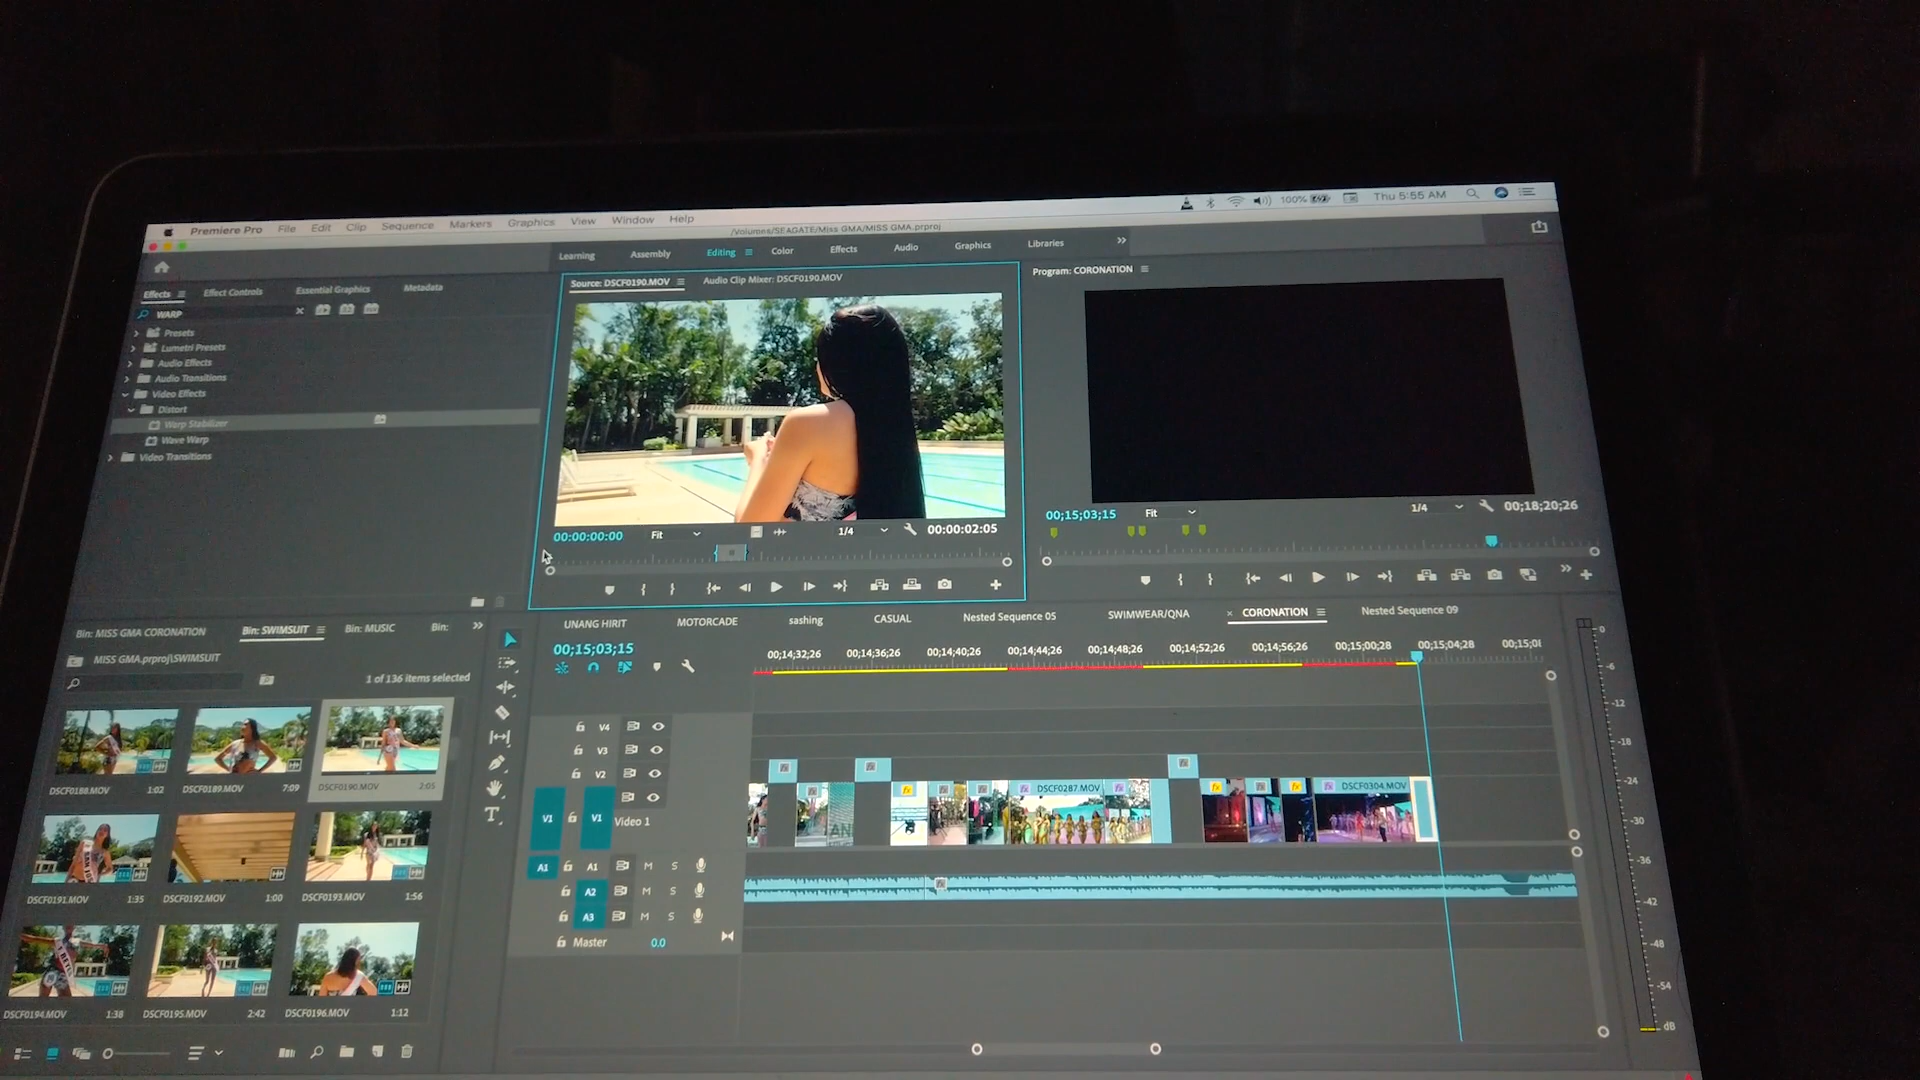 Premiere Pro File Edit Clip Sequence Markers Graphics View Window Help 100% Thu 5:55 AM
/Volumes/SEAGATE/Miss GMA/MISS GMA.prproj
Learning Assembly Editing Color Effects Audio Graphics Libraries
Effects Effect Controls Essential Graphics Metadata
WARP
Presets
Lumetri Presets
Audio Effects
Audio Transitions
Video Effects
Distort
Warp Stabilizer
Wave Warp
Video Transitions
Source: DSCF0190.MOV Audio Clip Mixer: DSCF0190.MOV
00:00:00:00 Fit 1/4 00:00:02:05
Program: CORONATION
00;15;03;15 Fit 1/4 00;18;20;26
Bin: MISS GMA CORONATION Bin: SWIMSUIT Bin: MUSIC Bin:
MISS GMA.prproj\SWIMSUIT
1 of 136 items selected
DSCF0188.MOV 1:02 DSCF0189.MOV 7:09 DSCF0190.MOV 2:05
DSCF0191.MOV 1:35 DSCF0192.MOV 1:00 DSCF0193.MOV 1:56
DSCF0194.MOV 1:38 DSCF0195.MOV 2:42 DSCF0196.MOV 1:12
UNANG HIRIT MOTORCADE sashing CASUAL Nested Sequence 05 SWIMWEAR/QNA CORONATION Nested Sequence 09
00;15;03;15
00;14;32;26 00;14;36;26 00;14;40;26 00;14;44;26 00;14;48;26 00;14;52;26 00;14;56;26 00;15;00;28 00;15;04;28 00;15;0
V4
V3
V2
V1 V1 Video 1
DSCF0287.MOV DSCF0304.MOV
AN
A1 A1 M S
A2 M S
A3 M S
Master 0.0
0
-6
-12
-18
-24
-30
-36
-42
-48
-54
dB